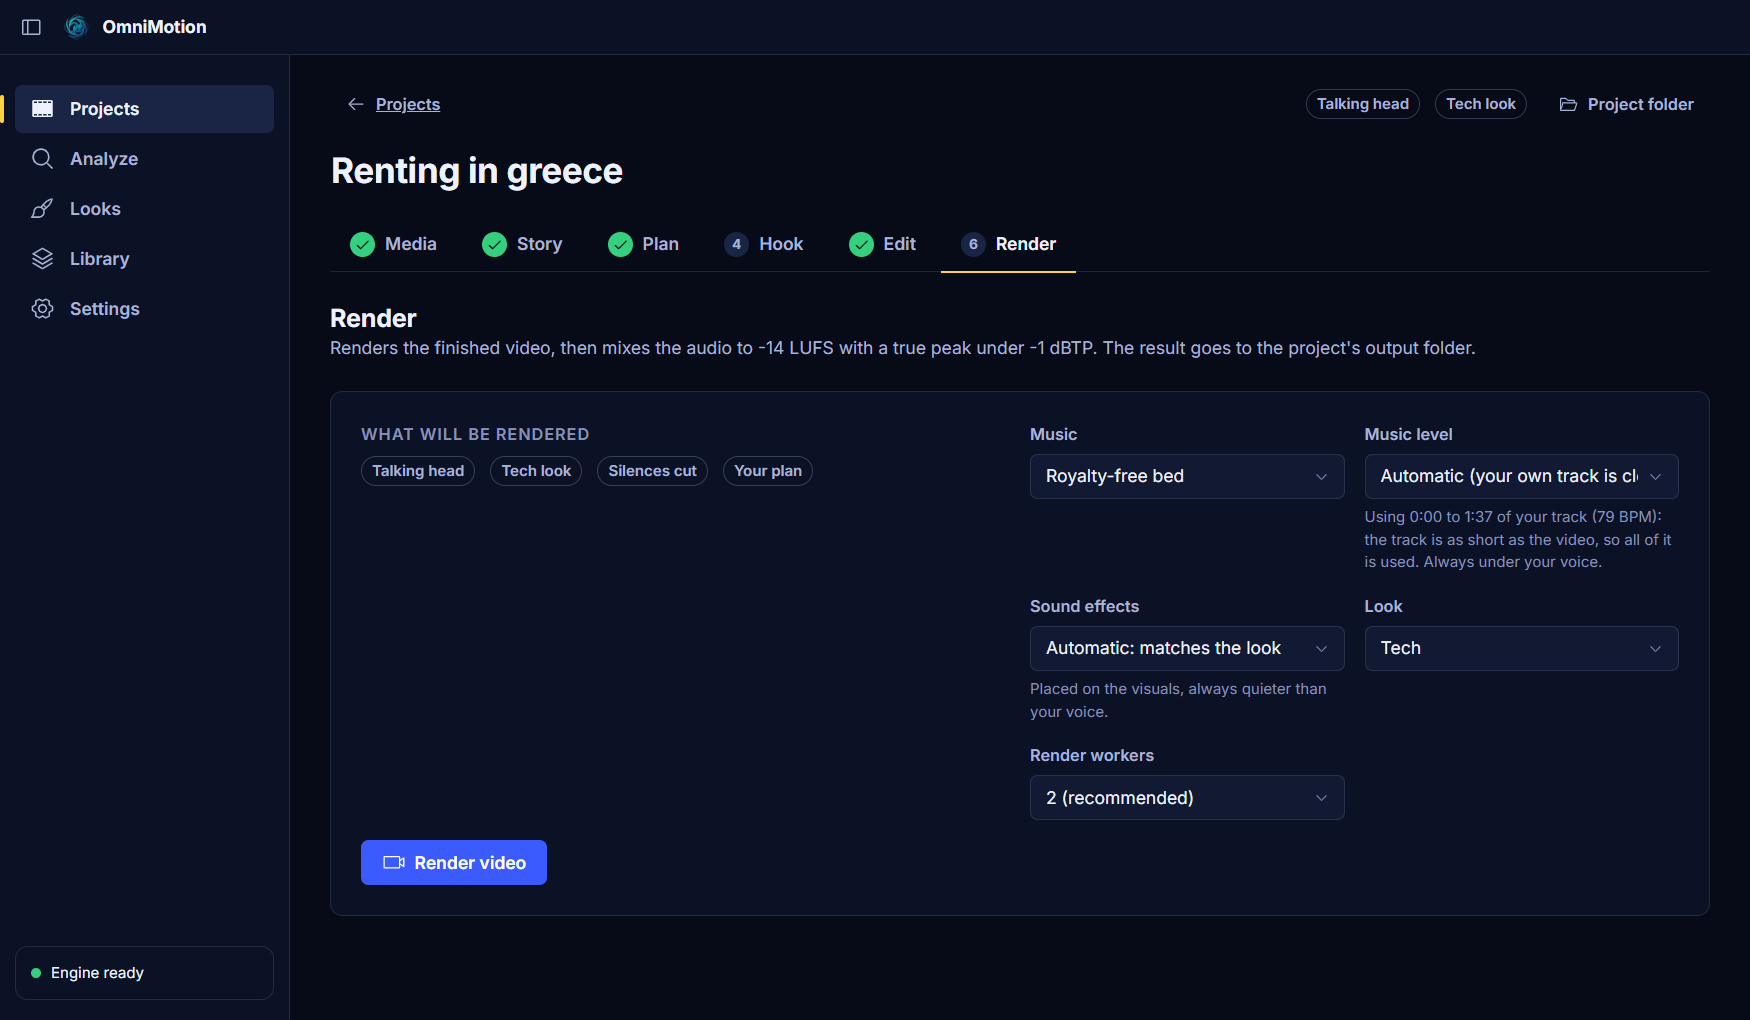 OmniMotion
Projects
Analyze
Looks
Library
Settings
Engine ready
Projects
Talking head
Tech look
Project folder
Renting in greece
Media
Story
Plan
4 Hook
Edit
6 Render
Render
Renders the finished video, then mixes the audio to -14 LUFS with a true peak under -1 dBTP. The result goes to the project's output folder.
WHAT WILL BE RENDERED
Talking head
Tech look
Silences cut
Your plan
Render video
Music
Royalty-free bed
Music level
Automatic (your own track is cl
Using 0:00 to 1:37 of your track (79 BPM):
the track is as short as the video, so all of it
is used. Always under your voice.
Sound effects
Automatic: matches the look
Placed on the visuals, always quieter than
your voice.
Look
Tech
Render workers
2 (recommended)